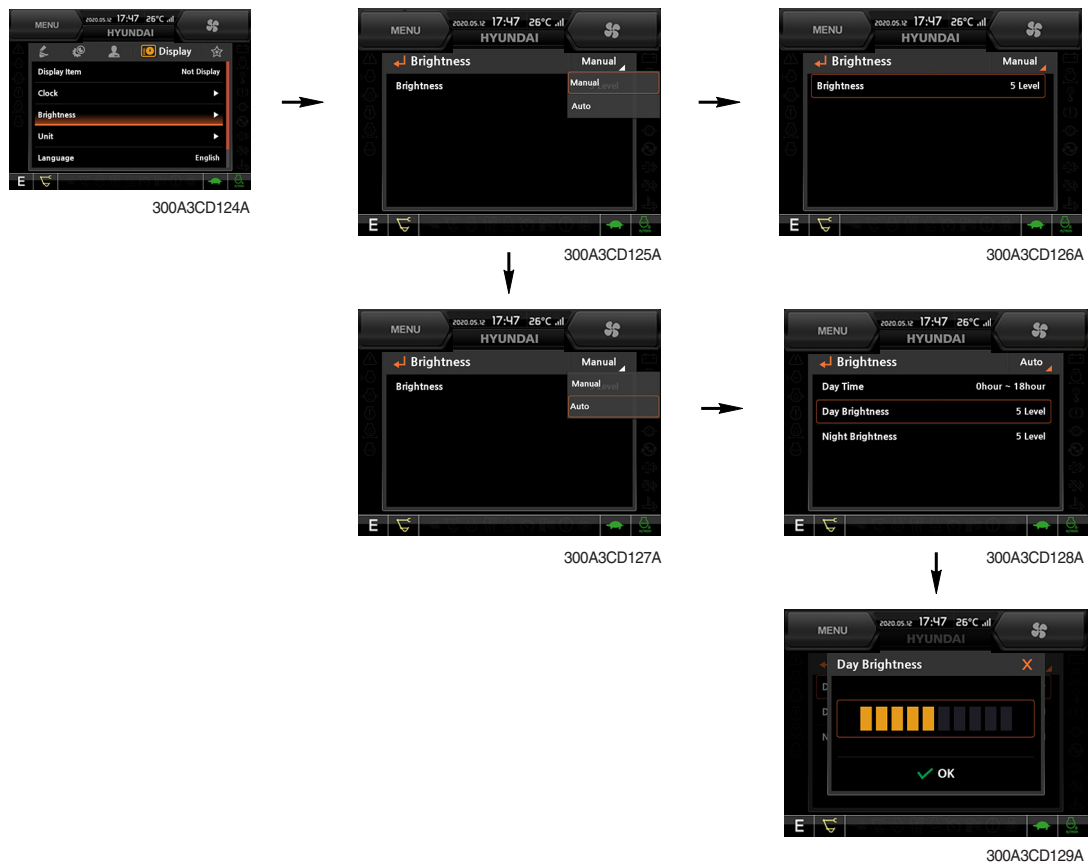 MENU
2020.05.12 17:47 26°C
HYUNDAI
Display
Display Item Not Display
Clock
Brightness
Unit
Language English
E
300A3CD124A
MENU
2020.05.12 17:47 26°C
HYUNDAI
Brightness Manual
Brightness
Manual
Auto
E
300A3CD125A
MENU
2020.05.12 17:47 26°C
HYUNDAI
Brightness Manual
Brightness 5 Level
E
300A3CD126A
MENU
2020.05.12 17:47 26°C
HYUNDAI
Brightness Manual
Brightness
Manual
Auto
E
300A3CD127A
MENU
2020.05.12 17:47 26°C
HYUNDAI
Brightness Auto
Day Time 0hour ~ 18hour
Day Brightness 5 Level
Night Brightness 5 Level
E
300A3CD128A
MENU
2020.05.12 17:47 26°C
HYUNDAI
Day Brightness X
OK
E
300A3CD129A